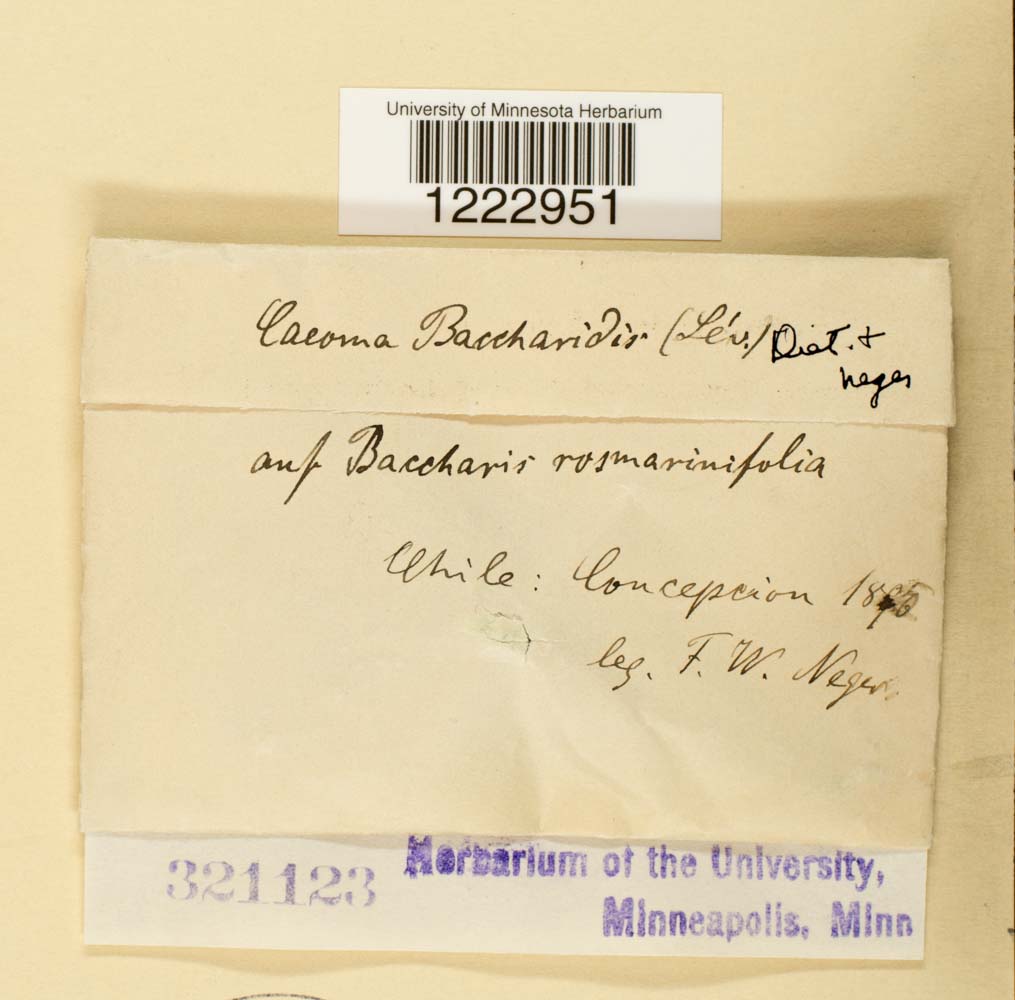 University of Minnesota Herbarium
1222951
Caeoma Baccharidis (Lév.) Diet. +
Neger
auf Baccharis rosmarinifolia
Chile: Concepcion
leg. F. W. Neger
321123 Herbarium of the University,
Minneapolis, Minn